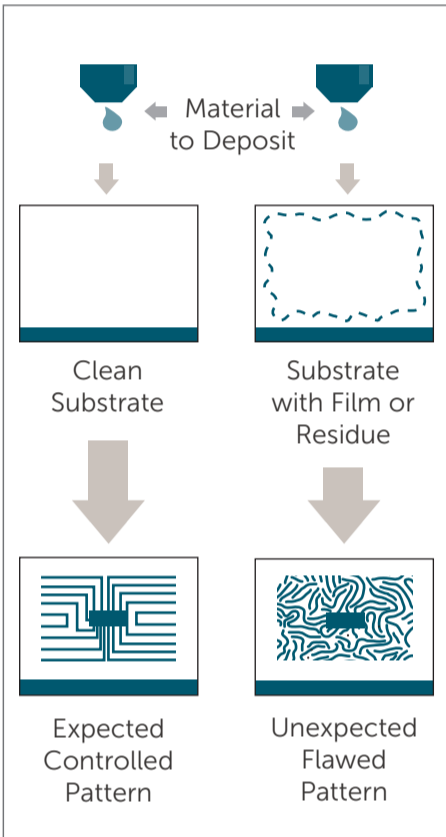 Material
to Deposit
Clean
Substrate
Substrate
with Film or
Residue
Expected
Controlled
Pattern
Unexpected
Flawed
Pattern